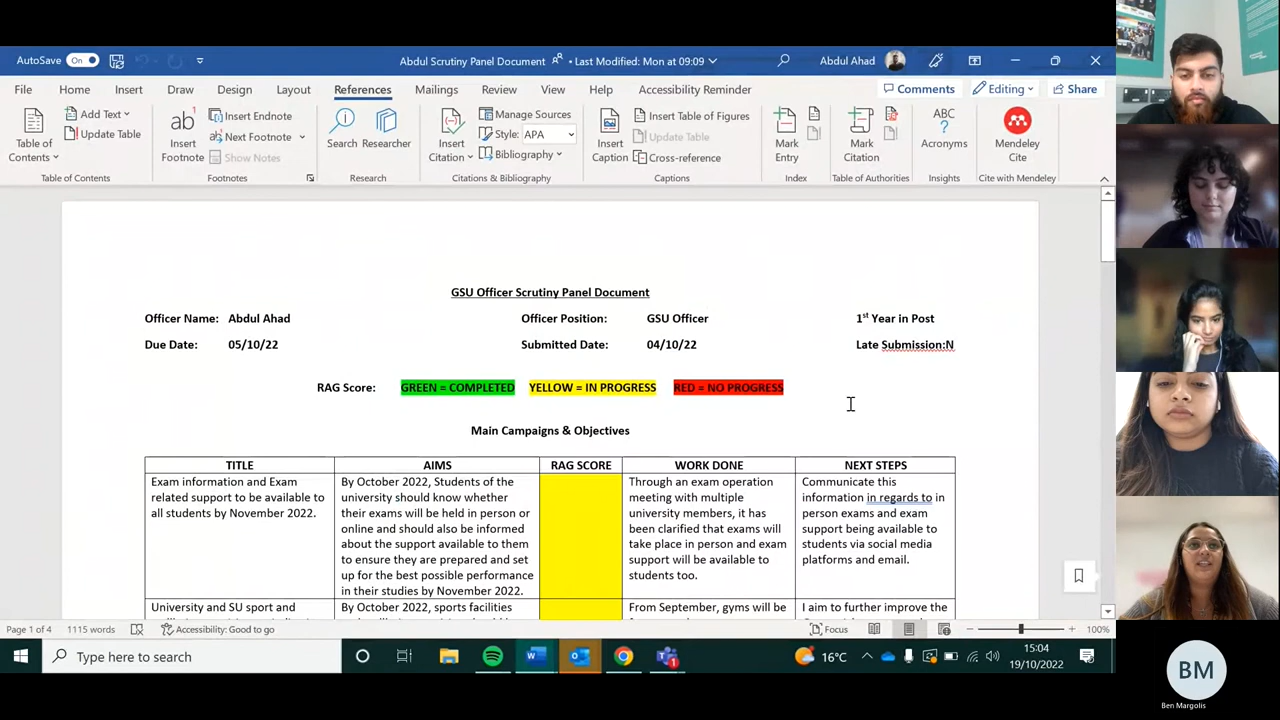 AutoSave On Abdul Scrutiny Panel Document • Last Modified: Mon at 09:09 Abdul Ahad
File Home Insert Draw Design Layout References Mailings Review View Help Accessibility Reminder Comments Editing Share
Table of Contents
Add Text
Update Table
Table of Contents
ab
Insert Footnote
Insert Endnote
Next Footnote
Show Notes
Footnotes
Search
Researcher
Research
Insert Citation
Manage Sources
Style: APA
Bibliography
Citations & Bibliography
Insert Caption
Insert Table of Figures
Update Table
Cross-reference
Captions
Mark Entry
Index
Mark Citation
Table of Authorities
ABC
?
Acronyms
Insights
Mendeley Cite
Cite with Mendeley
GSU Officer Scrutiny Panel Document
Officer Name: Abdul Ahad Officer Position: GSU Officer 1st Year in Post
Due Date: 05/10/22 Submitted Date: 04/10/22 Late Submission:N
RAG Score: GREEN = COMPLETED YELLOW = IN PROGRESS RED = NO PROGRESS
Main Campaigns & Objectives
TITLE AIMS RAG SCORE WORK DONE NEXT STEPS
Exam information and Exam
related support to be available to
all students by November 2022.
By October 2022, Students of the
university should know whether
their exams will be held in person or
online and should also be informed
about the support available to them
to ensure they are prepared and set
up for the best possible performance
in their studies by November 2022.
Through an exam operation
meeting with multiple
university members, it has
been clarified that exams will
take place in person and exam
support will be available to
students too.
Communicate this
information in regards to in
person exams and exam
support being available to
students via social media
platforms and email.
University and SU sport and
By October 2022, sports facilities
From September, gyms will be
I aim to further improve the
Page 1 of 4 1115 words Accessibility: Good to go Focus 100%
Type here to search 16°C 15:04
19/10/2022
BM
Ben Margolis